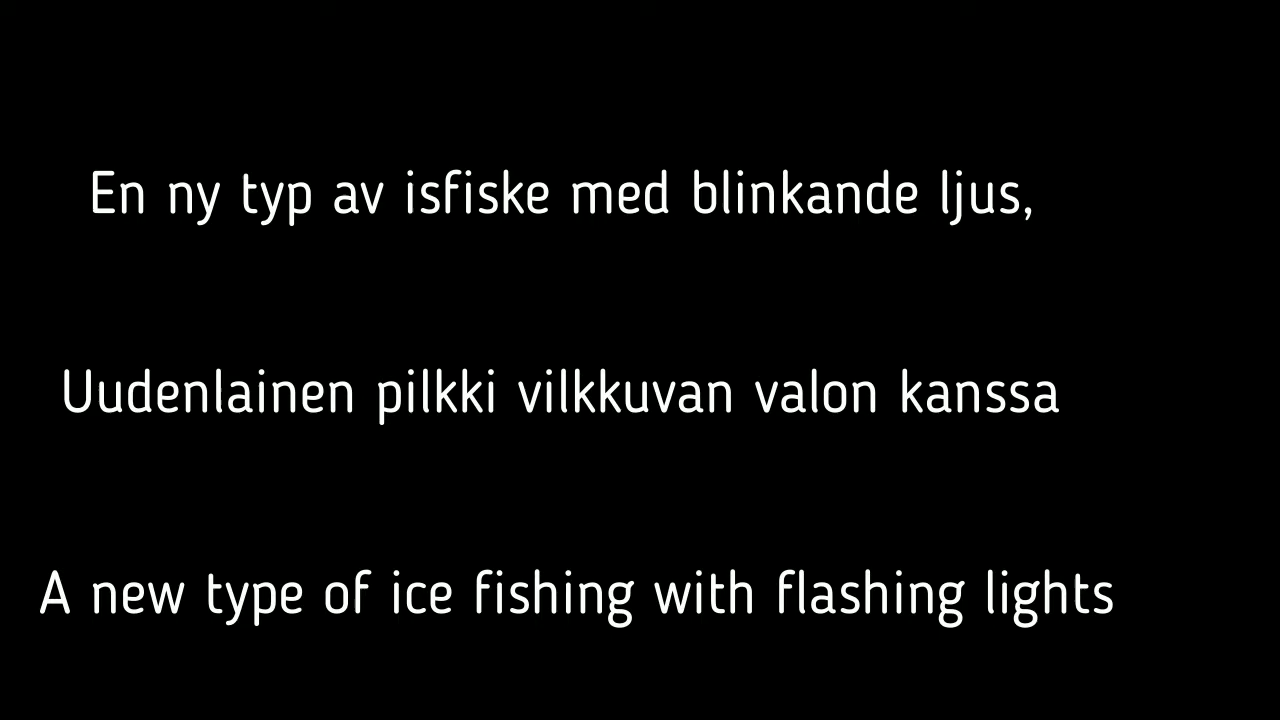 En ny typ av isfiske med blinkande ljus,
Uudenlainen pilkki vilkkuvan valon kanssa
A new type of ice fishing with flashing lights